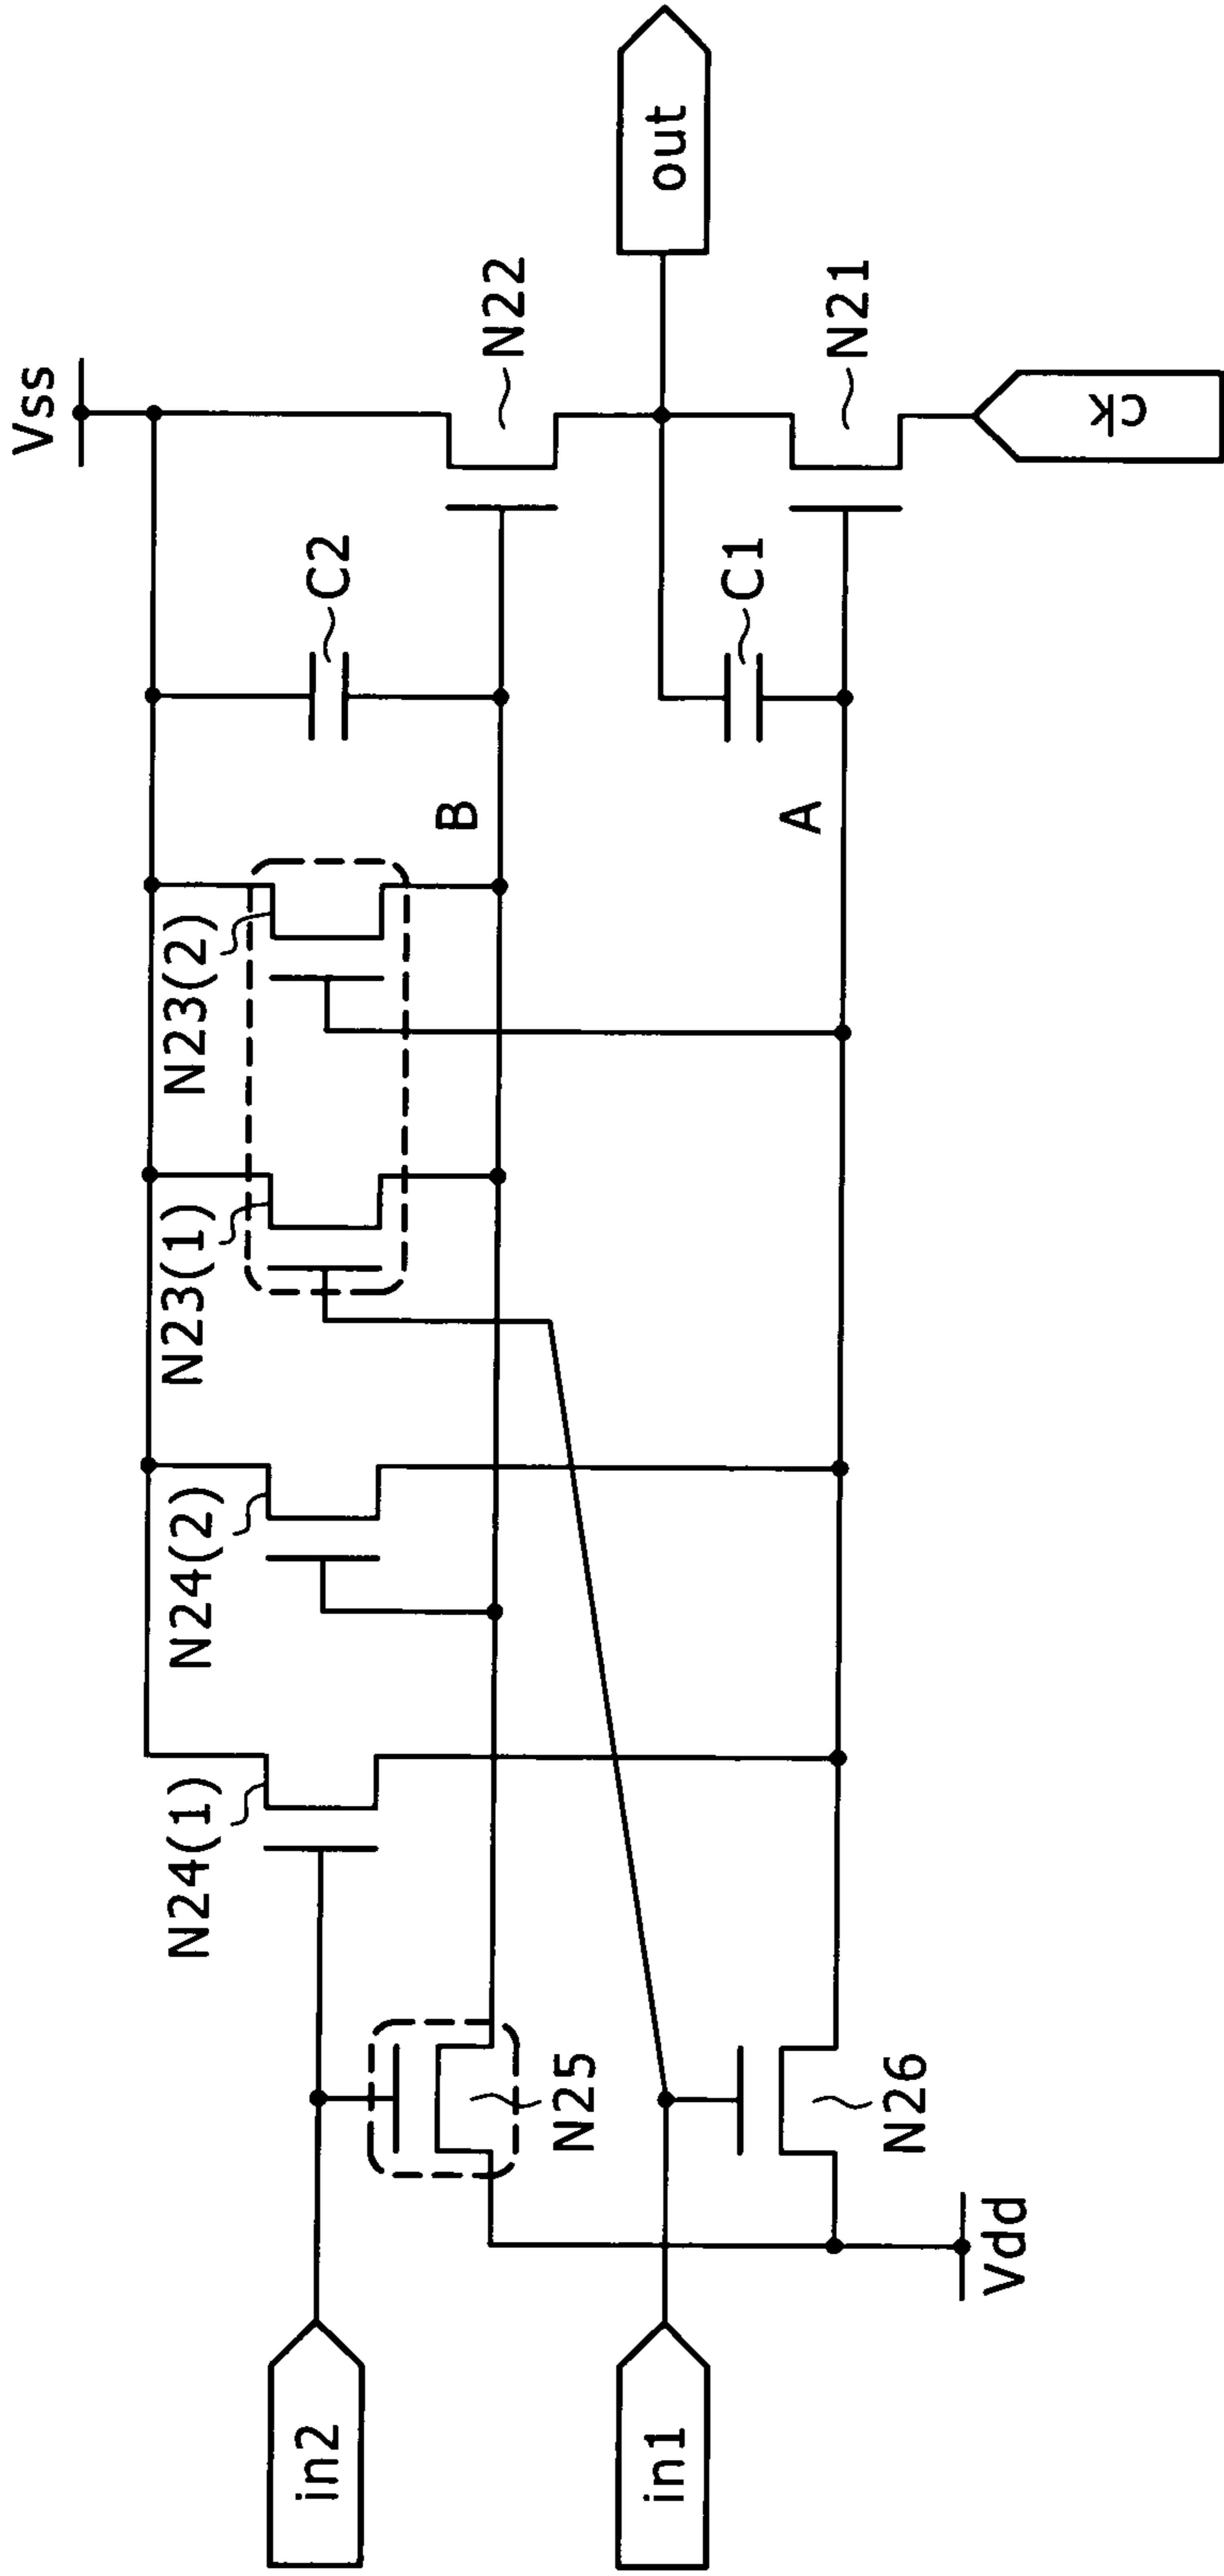 Vss
N24(1)
N24(2)
N23(1)
N23(2)
C2
in2
N25
B
N22
out
in1
N26
A
C1
N21
Vdd
ck